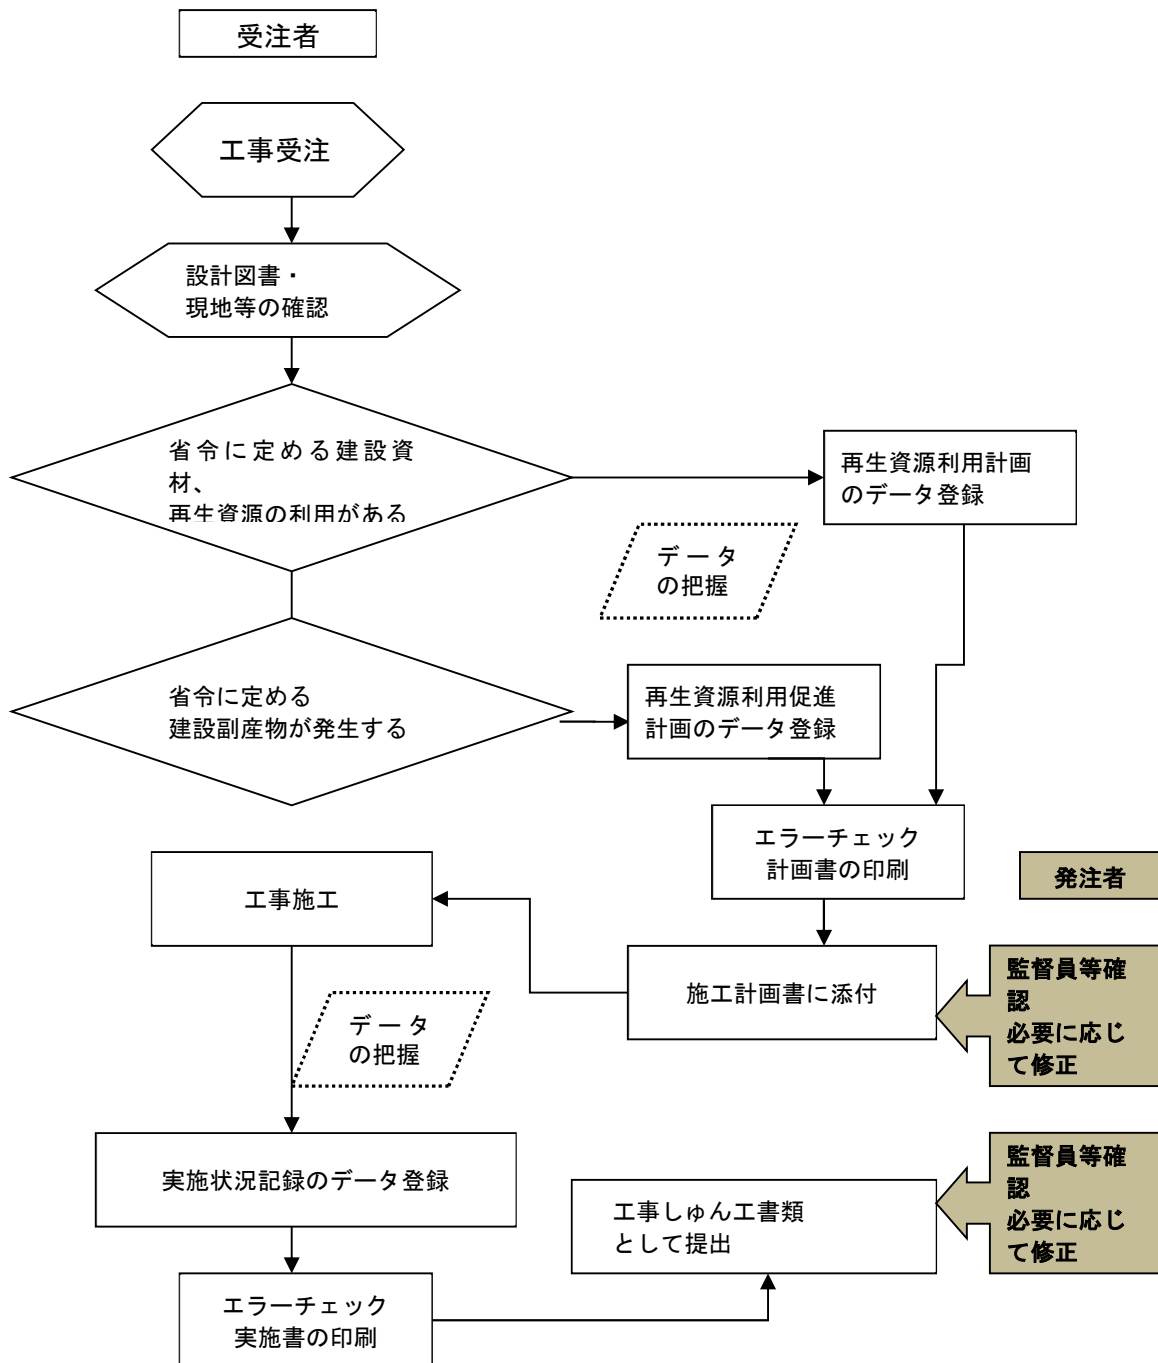 受注者
工事受注
設計図書・
現地等の確認
省令に定める建設資
材、
再生資源の利用がある
再生資源利用計画
のデータ登録
データ
の把握
省令に定める
建設副産物が発生する
再生資源利用促進
計画のデータ登録
エラーチェック
計画書の印刷
工事施工
発注者
施工計画書に添付
監督員等確
認
必要に応じ
て修正
データ
の把握
実施状況記録のデータ登録
工事しゅん工書類
として提出
監督員等確
認
必要に応じ
て修正
エラーチェック
実施書の印刷